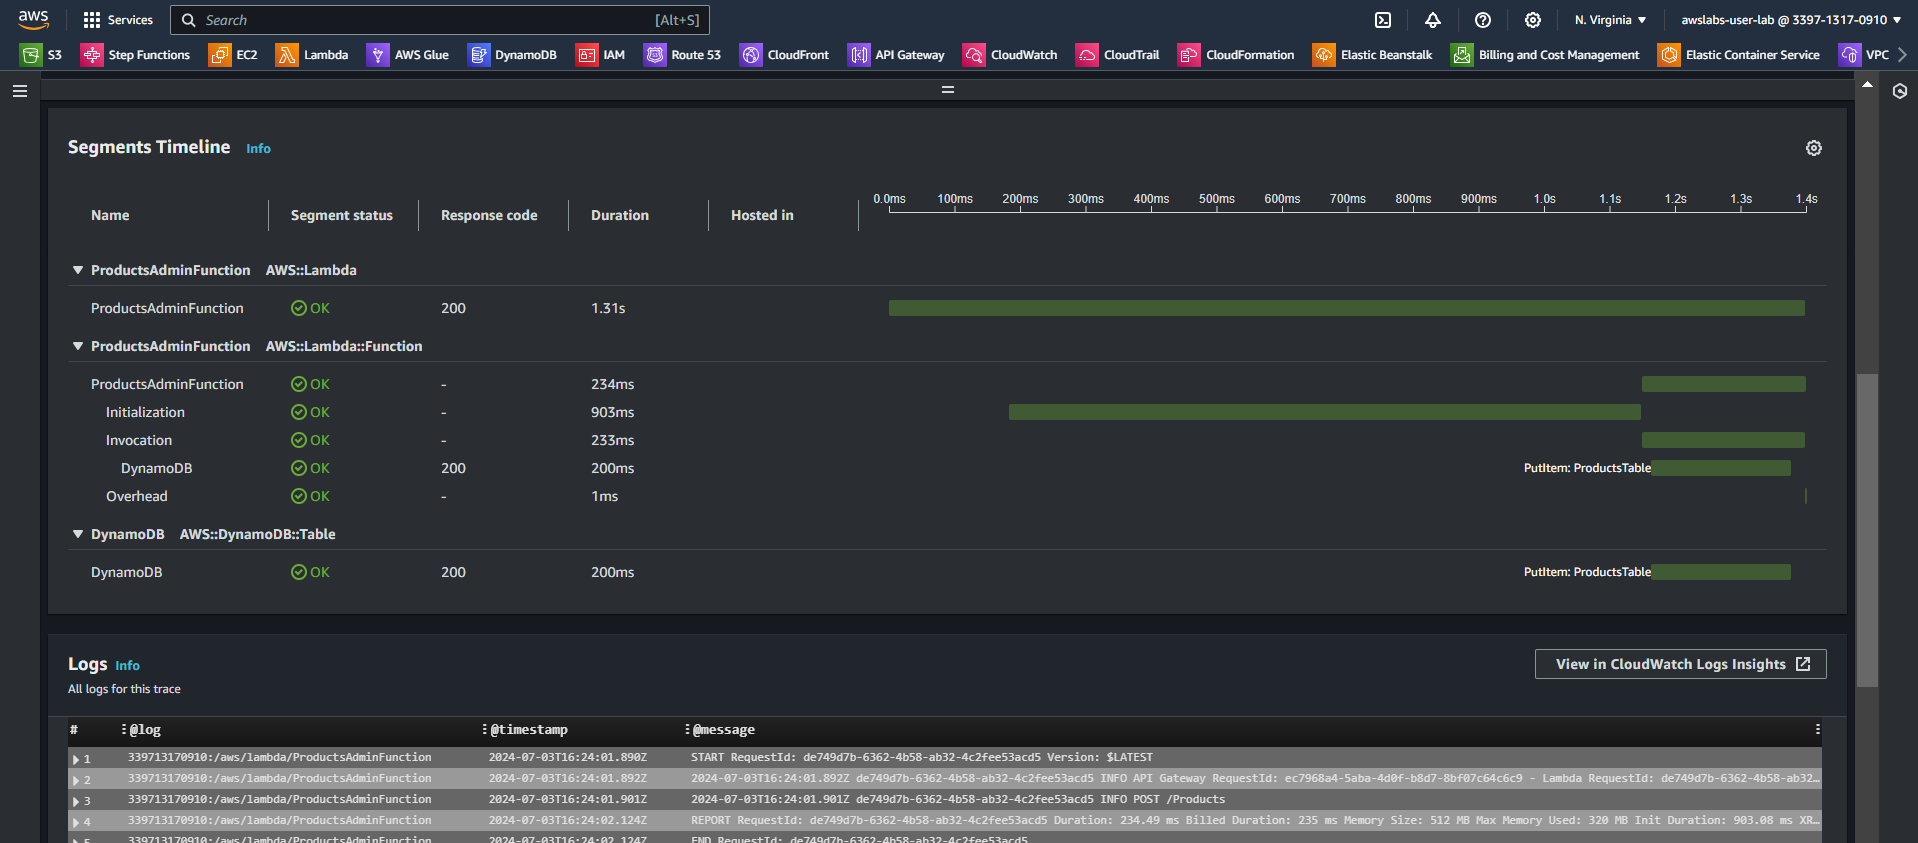 aws Services Search [Alt+S] N. Virginia awslabs-user-lab @ 3397-1317-0910
S3 Step Functions EC2 Lambda AWS Glue DynamoDB IAM Route 53 CloudFront API Gateway CloudWatch CloudTrail CloudFormation Elastic Beanstalk Billing and Cost Management Elastic Container Service VPC
Segments Timeline Info
0.0ms 100ms 200ms 300ms 400ms 500ms 600ms 700ms 800ms 900ms 1.0s 1.1s 1.2s 1.3s 1.4s
Name Segment status Response code Duration Hosted in
ProductsAdminFunction AWS::Lambda
ProductsAdminFunction OK 200 1.31s
ProductsAdminFunction AWS::Lambda::Function
ProductsAdminFunction OK - 234ms
Initialization OK - 903ms
Invocation OK - 233ms
DynamoDB OK 200 200ms PutItem: ProductsTable
Overhead OK - 1ms
DynamoDB AWS::DynamoDB::Table
DynamoDB OK 200 200ms PutItem: ProductsTable
Logs Info
View in CloudWatch Logs Insights
All logs for this trace
# @log @timestamp @message
1 339713170910:/aws/lambda/ProductsAdminFunction 2024-07-03T16:24:01.890Z START RequestId: de749d7b-6362-4b58-ab32-4c2fee53acd5 Version: $LATEST
2 339713170910:/aws/lambda/ProductsAdminFunction 2024-07-03T16:24:01.892Z 2024-07-03T16:24:01.892Z de749d7b-6362-4b58-ab32-4c2fee53acd5 INFO API Gateway RequestId: ec7968a4-5aba-4d0f-b8d7-8bf07c64c6c9 - Lambda RequestId: de749d7b-6362-4b58-ab32...
3 339713170910:/aws/lambda/ProductsAdminFunction 2024-07-03T16:24:01.901Z 2024-07-03T16:24:01.901Z de749d7b-6362-4b58-ab32-4c2fee53acd5 INFO POST /Products
4 339713170910:/aws/lambda/ProductsAdminFunction 2024-07-03T16:24:02.124Z REPORT RequestId: de749d7b-6362-4b58-ab32-4c2fee53acd5 Duration: 234.49 ms Billed Duration: 235 ms Memory Size: 512 MB Max Memory Used: 320 MB Init Duration: 903.08 ms XR...
5 339713170910:/aws/lambda/ProductsAdminFunction 2024-07-03T16:24:02.124Z END RequestId: de749d7b-6362-4b58-ab32-4c2fee53acd5